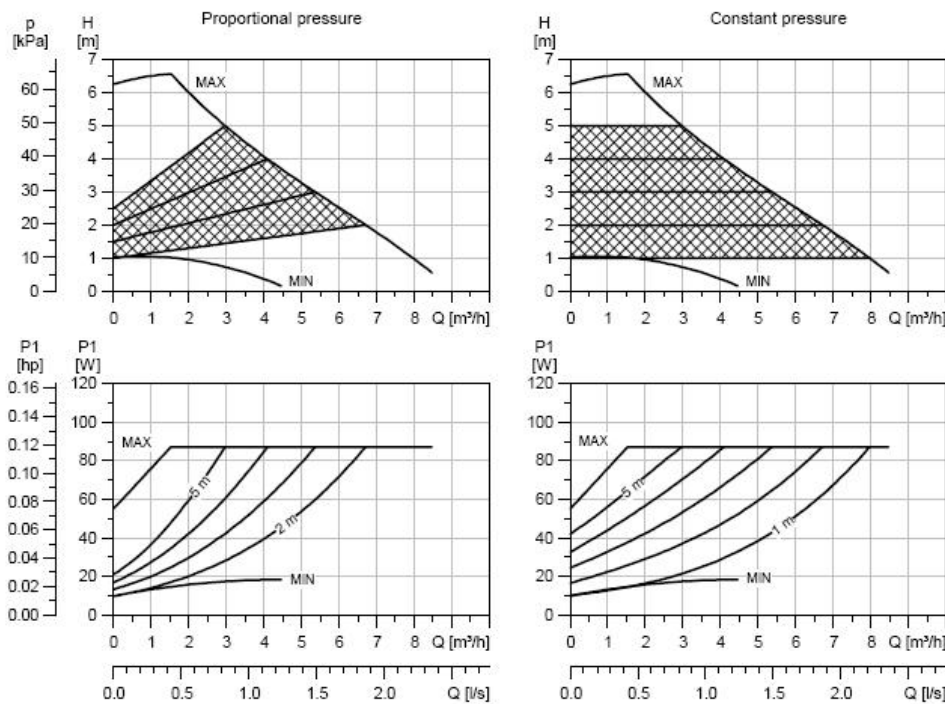 Proportional pressure
p
[kPa]
H
[m]
60
50
40
30
20
10
0
7
6
5
4
3
2
1
0
MAX
MIN
0 1 2 3 4 5 6 7 8 Q [m³/h]
Constant pressure
H
[m]
7
6
5
4
3
2
1
0
MAX
MIN
0 1 2 3 4 5 6 7 8 Q [m³/h]
P1
[hp]
P1
[W]
0.16
0.14
0.12
0.10
0.08
0.06
0.04
0.02
0.00
120
100
80
60
40
20
0
MAX
5 m
2 m
MIN
0 1 2 3 4 5 6 7 8 Q [m³/h]
0.0 0.5 1.0 1.5 2.0 Q [l/s]
P1
[W]
120
100
80
60
40
20
0
MAX
5 m
1 m
MIN
0 1 2 3 4 5 6 7 8 Q [m³/h]
0.0 0.5 1.0 1.5 2.0 Q [l/s]